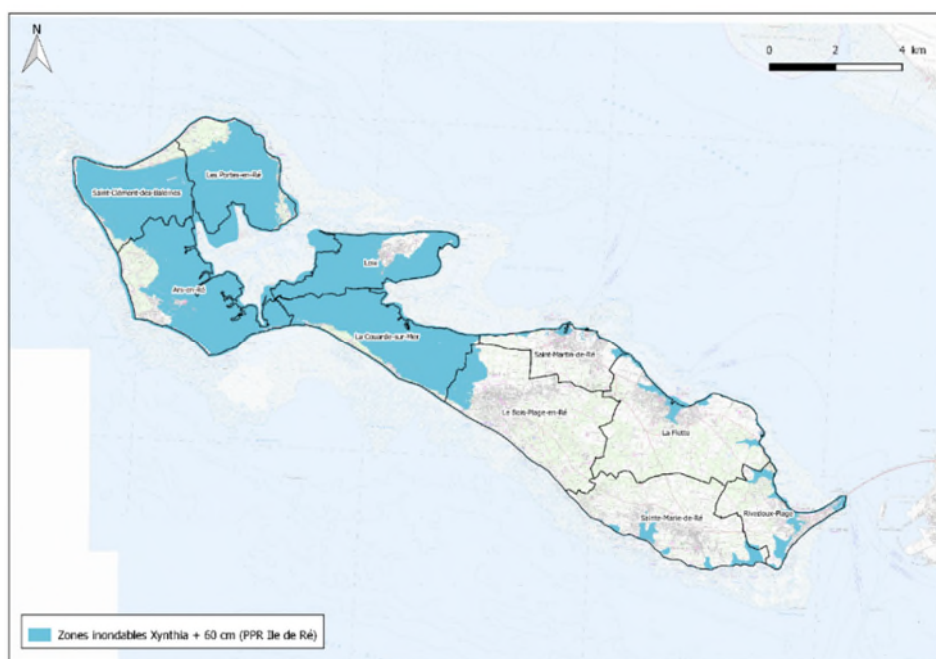 N
0 2 4 km
Les Portes-en-Ré
Saint-Clément-des-Baleines
Loix
Ars-en-Ré
La Couarde-sur-Mer
Saint-Martin-de-Ré
Le Bois-Plage-en-Ré
La Flotte
Sainte-Marie-de-Ré
Rivedoux-Plage
Zones inondables Xynthia + 60 cm (PPR Ile de Ré)